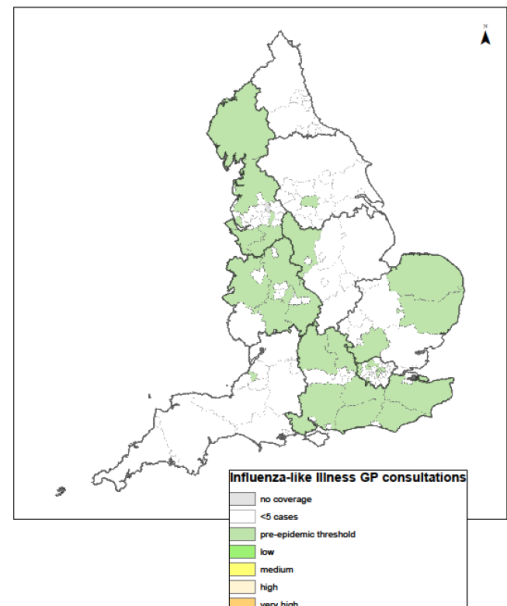 N
Influenza-like Illness GP consultations
no coverage
<5 cases
pre-epidemic threshold
low
medium
high
very high